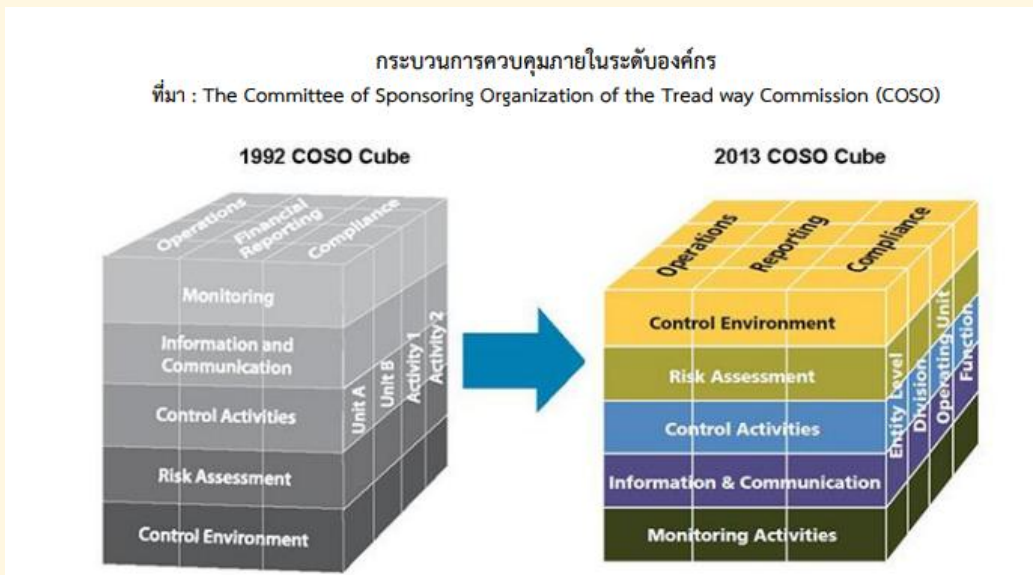 กระบวนการควบคุมภายในระดับองค์กร
ที่มา : The Committee of Sponsoring Organization of the Tread way Commission (COSO)
1992 COSO Cube
Operations
Financial
Reporting
Compliance
Monitoring
Information and
Communication
Control Activities
Risk Assessment
Control Environment
Unit A
Unit B
Activity 1
Activity 2
2013 COSO Cube
Operations
Reporting
Compliance
Control Environment
Risk Assessment
Control Activities
Information & Communication
Monitoring Activities
Entity Level
Division
Operating Unit
Function